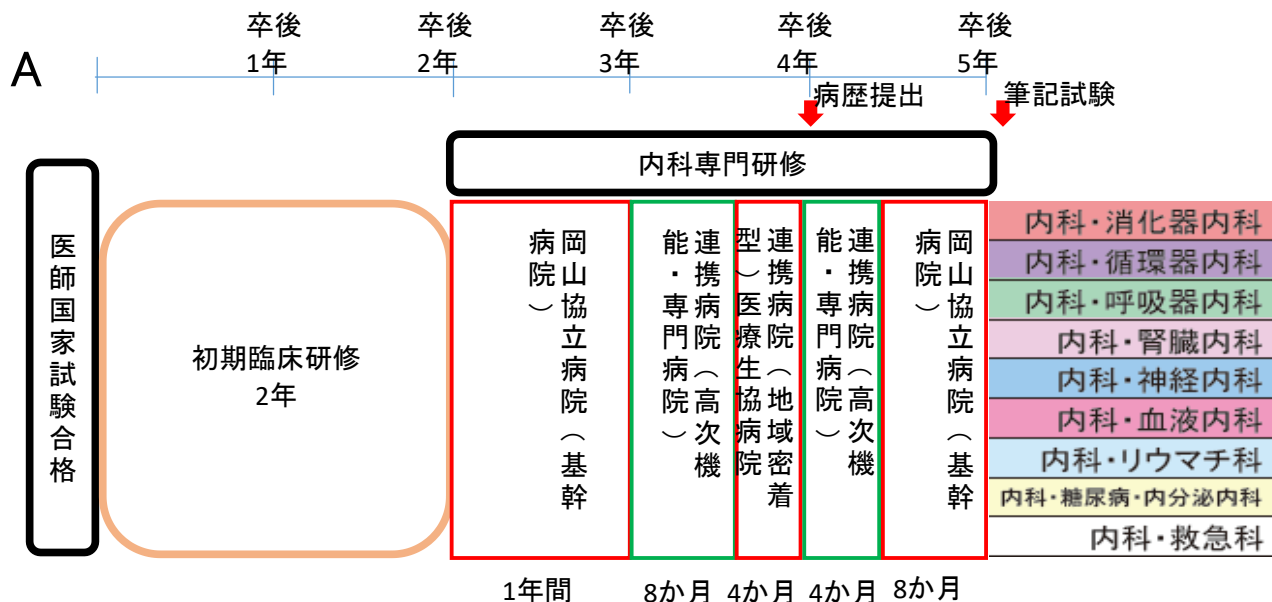 A
卒後
1年
卒後
2年
卒後
3年
卒後
4年
卒後
5年
病歴提出
筆記試験
内科専門研修
医師国家試験合格
初期臨床研修
2年
岡山協立病院（基幹
病院）
連携病院（高次機
能・専門病院）
連携病院（地域密着
型）医療生協病院
連携病院（高次機
能・専門病院）
岡山協立病院（基幹
病院）
内科・消化器内科
内科・循環器内科
内科・呼吸器内科
内科・腎臓内科
内科・神経内科
内科・血液内科
内科・リウマチ科
内科・糖尿病・内分泌内科
内科・救急科
1年間
8か月
4か月
4か月
8か月